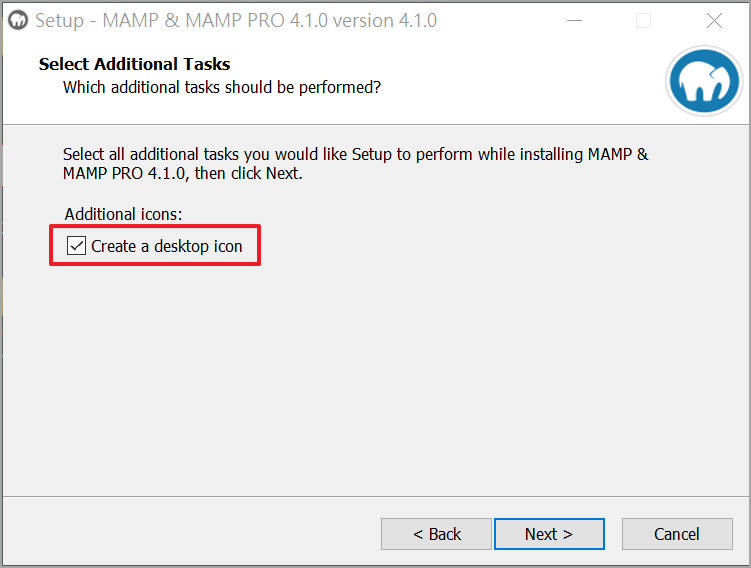 Setup - MAMP & MAMP PRO 4.1.0 version 4.1.0
Select Additional Tasks
Which additional tasks should be performed?
Select all additional tasks you would like Setup to perform while installing MAMP &
MAMP PRO 4.1.0, then click Next.
Additional icons:
Create a desktop icon
< Back
Next >
Cancel